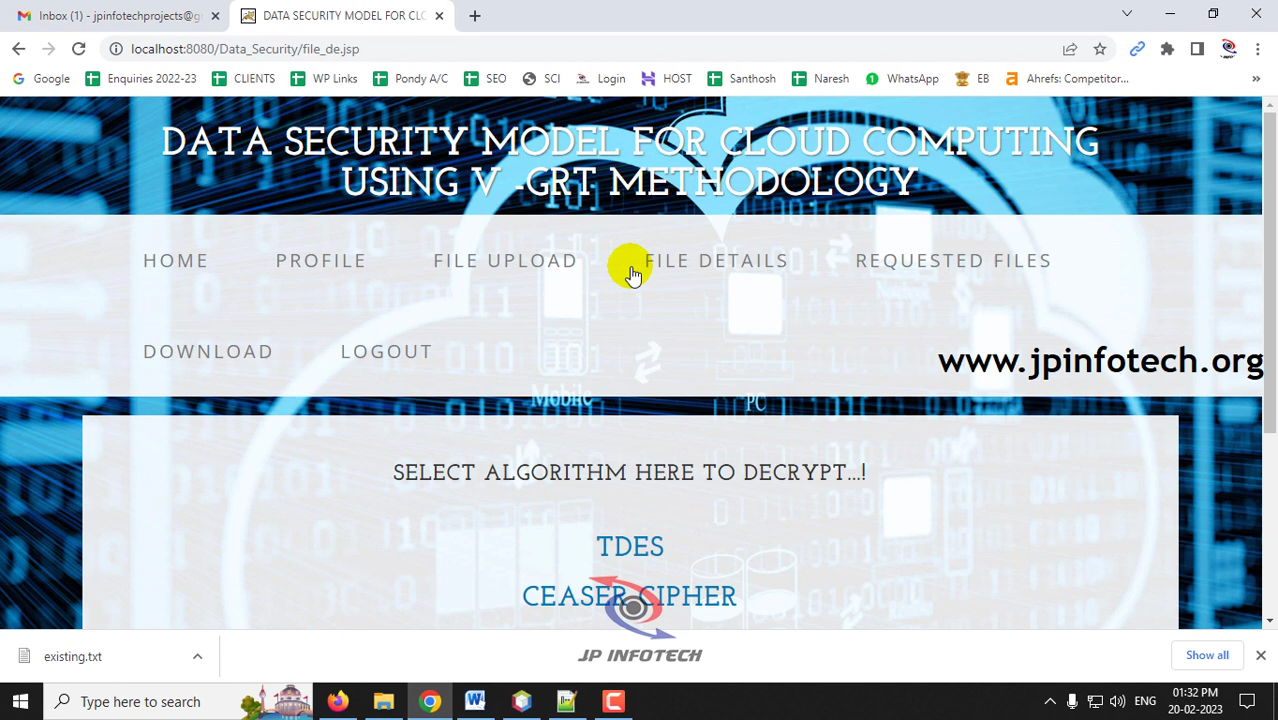 Inbox (1) - jpinfotechprojects@g
DATA SECURITY MODEL FOR CLO
localhost:8080/Data_Security/file_de.jsp
Google
Enquiries 2022-23
CLIENTS
WP Links
Pondy A/C
SEO
SCI
Login
HOST
Santhosh
Naresh
WhatsApp
EB
Ahrefs: Competitor...
DATA SECURITY MODEL FOR CLOUD COMPUTING
USING V -GRT METHODOLOGY
HOME
PROFILE
FILE UPLOAD
FILE DETAILS
REQUESTED FILES
DOWNLOAD
LOGOUT
www.jpinfotech.org
Mobile
PC
SELECT ALGORITHM HERE TO DECRYPT...!
TDES
CEASER CIPHER
JP INFOTECH
existing.txt
Show all
Type here to search
ENG
01:32 PM
20-02-2023